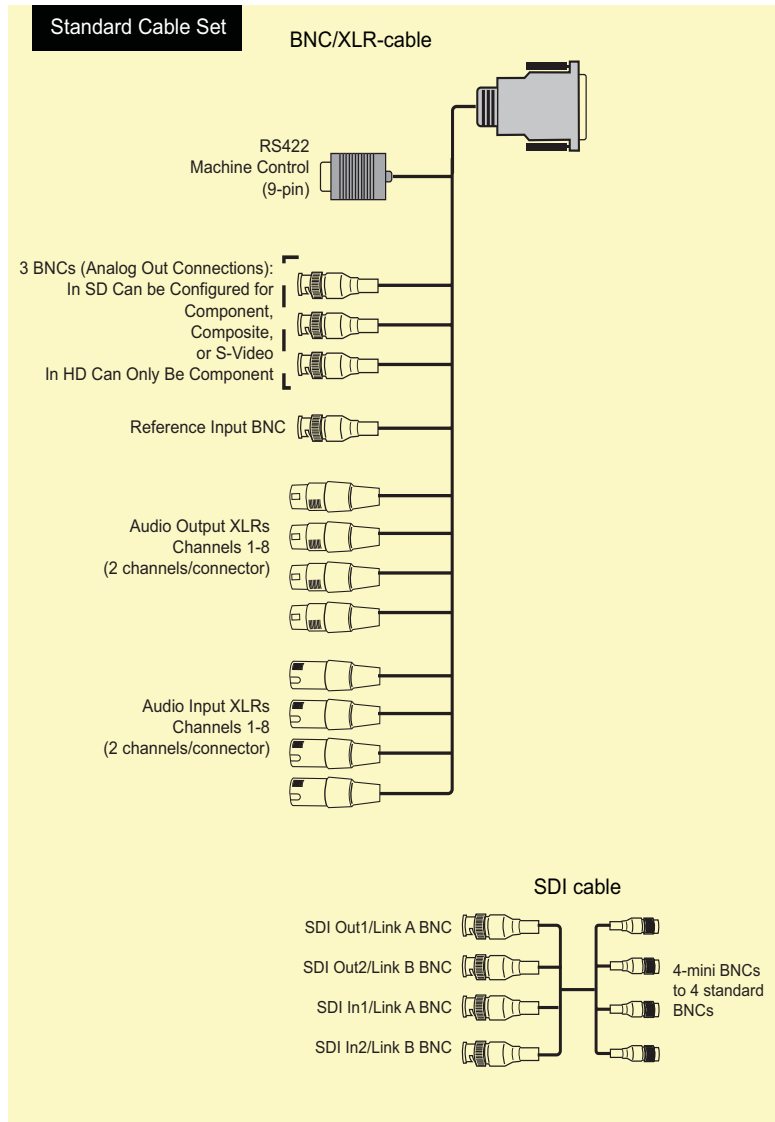 Standard Cable Set
BNC/XLR-cable
RS422
Machine Control
(9-pin)
3 BNCs (Analog Out Connections):
In SD Can be Configured for
Component,
Composite,
or S-Video
In HD Can Only Be Component
Reference Input BNC
Audio Output XLRs
Channels 1-8
(2 channels/connector)
Audio Input XLRs
Channels 1-8
(2 channels/connector)
SDI cable
SDI Out1/Link A BNC
SDI Out2/Link B BNC
SDI In1/Link A BNC
SDI In2/Link B BNC
4-mini BNCs
to 4 standard
BNCs